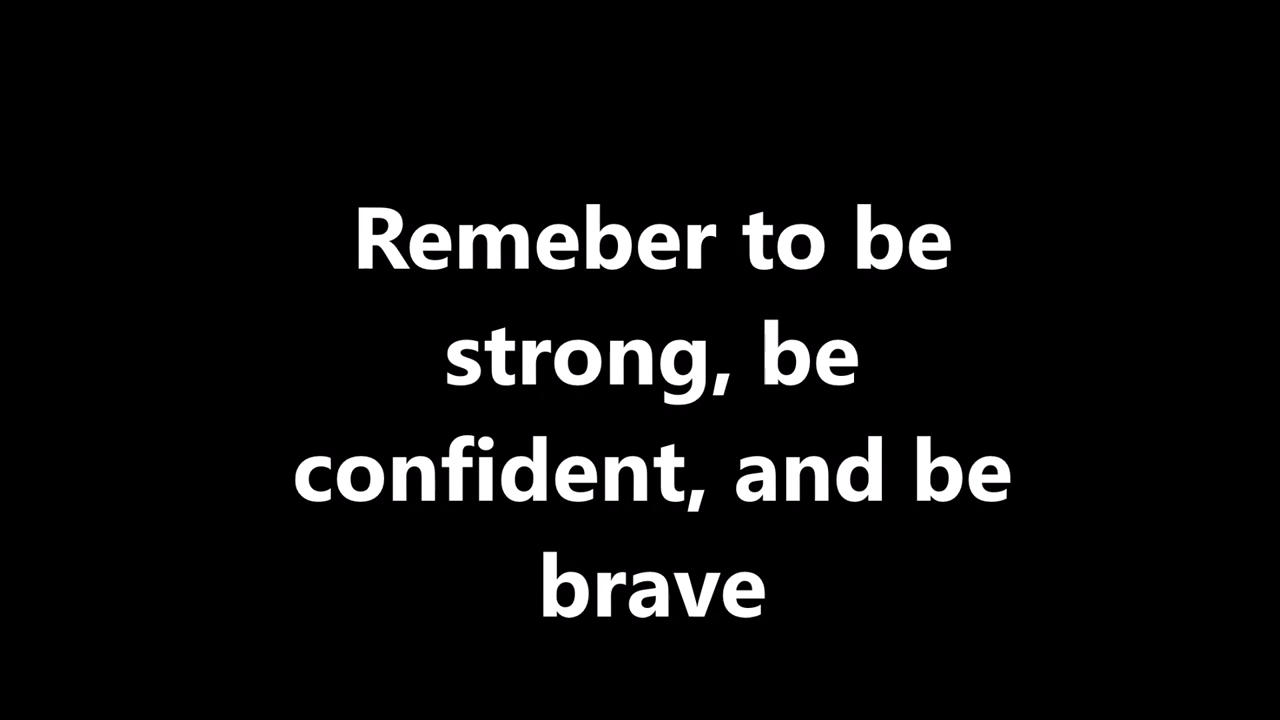 Remeber to be
strong, be
confident, and be
brave